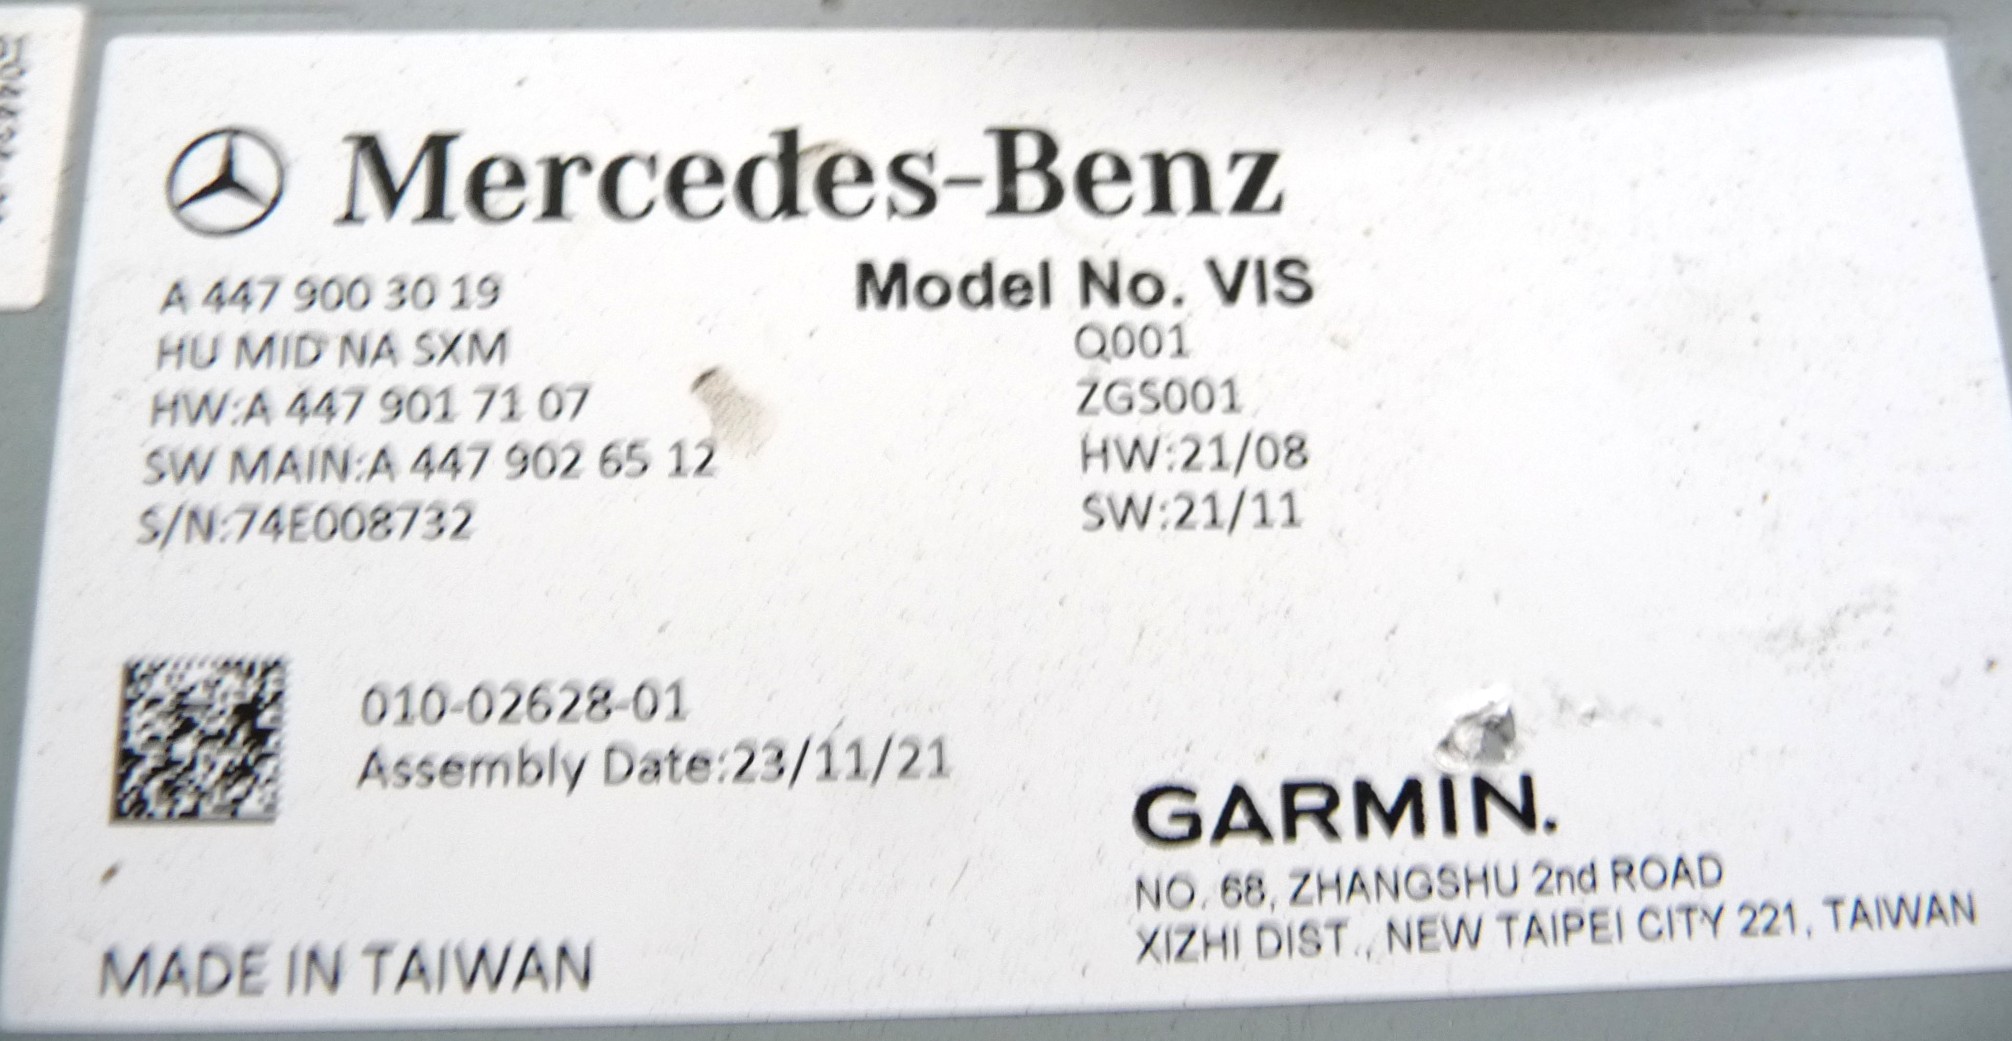 Mercedes-Benz
A 447 900 30 19
HU MID NA SXM
HW:A 447 901 71 07
SW MAIN:A 447 902 65 12
S/N:74E008732
Model No. VIS
Q001
ZGS001
HW:21/08
SW:21/11
010-02628-01
Assembly Date:23/11/21
GARMIN.
NO. 68, ZHANGSHU 2nd ROAD
XIZHI DIST., NEW TAIPEI CITY 221, TAIWAN
MADE IN TAIWAN